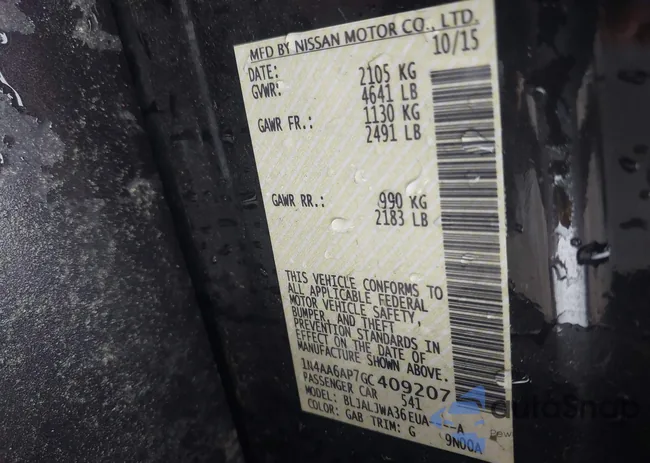 MFD BY NISSAN MOTOR CO., LTD.
DATE: 10/15
GVWR: 2105 KG
4641 LB
GAWR FR.: 1130 KG
2491 LB
GAWR RR.: 990 KG
2183 LB
THIS VEHICLE CONFORMS TO
ALL APPLICABLE FEDERAL
MOTOR VEHICLE SAFETY,
BUMPER, AND THEFT
PREVENTION STANDARDS IN
EFFECT ON THE DATE OF
MANUFACTURE SHOWN ABOVE.
1N4AA6AP7GC409207
PASSENGER CAR 541
MODEL: BLJALJWA36EUA----A
COLOR: GAB TRIM: G 9N00A
autoSnap